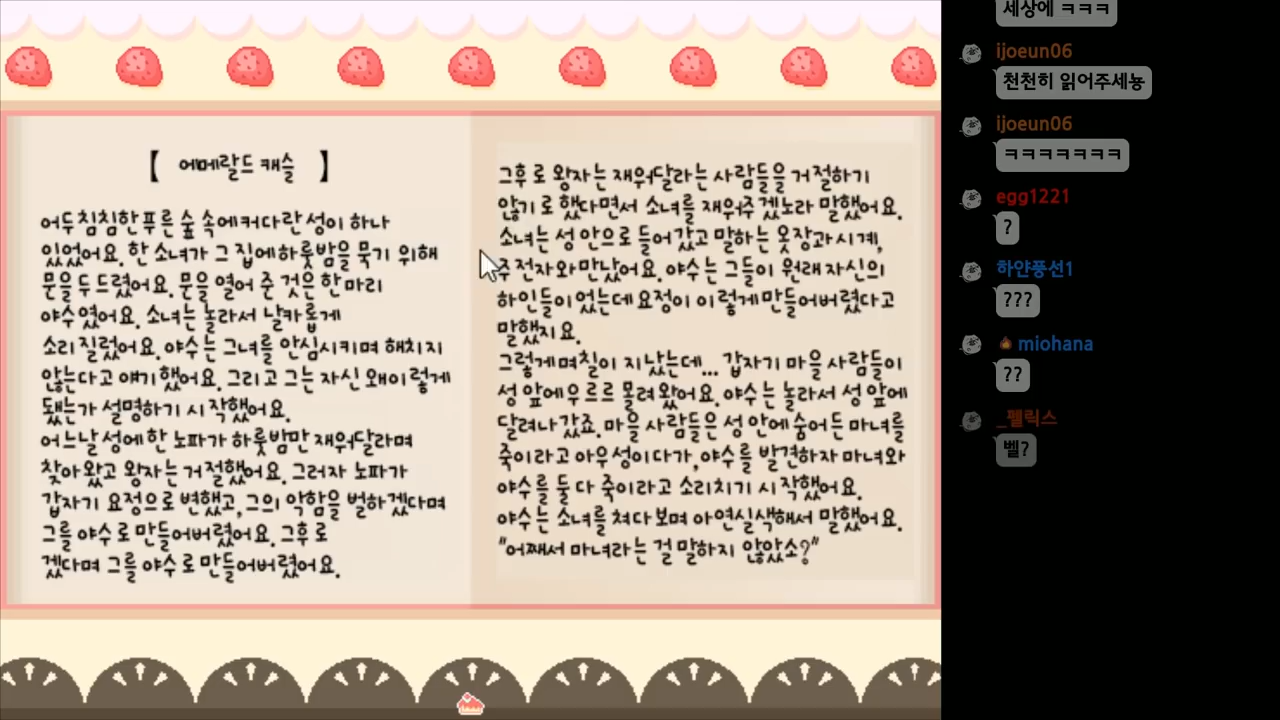 【 에메랄드 캐슬 】
어두침침한 푸른 숲 속에 커다란 성이 하나
있었어요. 한 소녀가 그 집에 하룻밤을 묵기 위해
문을 두드렸어요. 문을 열어 준 것은 한 마리
야수였어요. 소녀는 놀라서 날카롭게
소리 질렀어요. 야수는 그녀를 안심시키며 해치지
않는다고 얘기했어요. 그리고 그는 자신 왜 이렇게
됐는가 설명하기 시작했어요.
어느날 성에 한 노파가 하룻밤만 재워달라며
찾아왔고 왕자는 거절했어요. 그러자 노파가
갑자기 요정으로 변했고, 그의 악함을 벌하겠다며
그를 야수로 만들어버렸어요. 그후로
겠다며 그를 야수로 만들어버렸어요.
그후로 왕자는 재워달라는 사람들을 거절하기
않기로 했다면서 소녀를 재워주겠노라 말했어요.
소녀는 성 안으로 들어갔고 말하는 옷장과 시계,
주전자와 만났어요. 야수는 그들이 원래 자신의
하인들이었는데 요정이 이렇게 만들어버렸다고
말했지요.
그렇게 며칠이 지났는데... 갑자기 마을 사람들이
성 앞에 우르르 몰려왔어요. 야수는 놀라서 성 앞에
달려나갔죠. 마을 사람들은 성 안에 숨어든 마녀를
죽이라고 아우성이다가, 야수를 발견하자 마녀와
야수를 둘 다 죽이라고 소리치기 시작했어요.
야수는 소녀를 쳐다보며 아연실색해서 말했어요.
"어째서 마녀라는 걸 말하지 않았소?"
세상에 ㅋㅋㅋ
ijoeun06
천천히 읽어주세뇽
ijoeun06
ㅋㅋㅋㅋㅋㅋㅋ
egg1221
?
하얀풍선1
???
miohana
??
_펠릭스
벨?